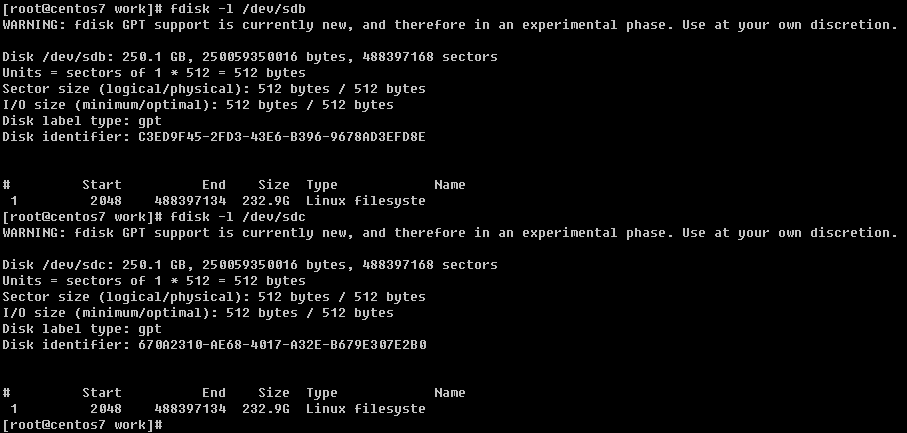 [root@centos7 work]# fdisk -l /dev/sdb
WARNING: fdisk GPT support is currently new, and therefore in an experimental phase. Use at your own discretion.
Disk /dev/sdb: 250.1 GB, 250059350016 bytes, 488397168 sectors
Units = sectors of 1 * 512 = 512 bytes
Sector size (logical/physical): 512 bytes / 512 bytes
I/O size (minimum/optimal): 512 bytes / 512 bytes
Disk label type: gpt
Disk identifier: C3ED9F45-2FD3-43E6-B396-9678AD3EFD8E
#         Start          End    Size  Type            Name
 1         2048    488397134  232.9G  Linux filesyste
[root@centos7 work]# fdisk -l /dev/sdc
WARNING: fdisk GPT support is currently new, and therefore in an experimental phase. Use at your own discretion.
Disk /dev/sdc: 250.1 GB, 250059350016 bytes, 488397168 sectors
Units = sectors of 1 * 512 = 512 bytes
Sector size (logical/physical): 512 bytes / 512 bytes
I/O size (minimum/optimal): 512 bytes / 512 bytes
Disk label type: gpt
Disk identifier: 670A2310-AE68-4017-A32E-B679E307E2B0
#         Start          End    Size  Type            Name
 1         2048    488397134  232.9G  Linux filesyste
[root@centos7 work]#